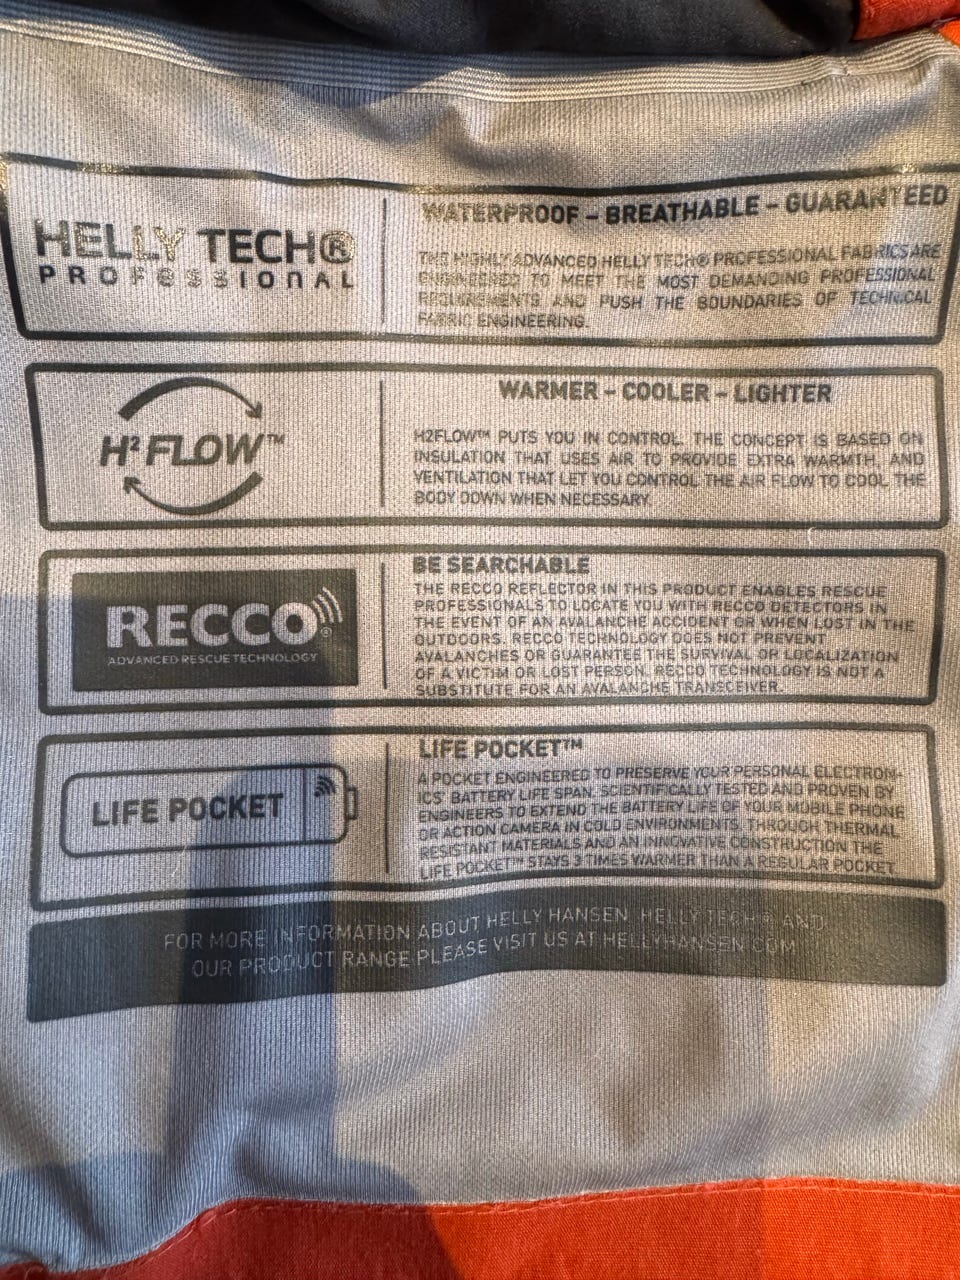 HELLY TECH®
PROFESSIONAL
WATERPROOF – BREATHABLE – GUARANTEED
THE HIGHLY ADVANCED HELLY TECH® PROFESSIONAL FABRICS ARE
ENGINEERED TO MEET THE MOST DEMANDING PROFESSIONAL
REQUIREMENTS AND PUSH THE BOUNDARIES OF TECHNICAL
FABRIC ENGINEERING.
H² FLOW™
WARMER – COOLER – LIGHTER
H2FLOW™ PUTS YOU IN CONTROL. THE CONCEPT IS BASED ON
INSULATION THAT USES AIR TO PROVIDE EXTRA WARMTH, AND
VENTILATION THAT LET YOU CONTROL THE AIR FLOW TO COOL THE
BODY DOWN WHEN NECESSARY.
RECCO®
ADVANCED RESCUE TECHNOLOGY
BE SEARCHABLE
THE RECCO REFLECTOR IN THIS PRODUCT ENABLES RESCUE
PROFESSIONALS TO LOCATE YOU WITH RECCO DETECTORS IN
THE EVENT OF AN AVALANCHE ACCIDENT OR WHEN LOST IN THE
OUTDOORS. RECCO TECHNOLOGY DOES NOT PREVENT
AVALANCHES OR GUARANTEE THE SURVIVAL OR LOCALIZATION
OF A VICTIM OR LOST PERSON. RECCO TECHNOLOGY IS NOT A
SUBSTITUTE FOR AN AVALANCHE TRANSCEIVER.
LIFE POCKET
LIFE POCKET™
A POCKET ENGINEERED TO PRESERVE YOUR PERSONAL ELECTRON-
ICS' BATTERY LIFE SPAN. SCIENTIFICALLY TESTED AND PROVEN BY
ENGINEERS TO EXTEND THE BATTERY LIFE OF YOUR MOBILE PHONE
OR ACTION CAMERA IN COLD ENVIRONMENTS. THROUGH THERMAL
RESISTANT MATERIALS AND AN INNOVATIVE CONSTRUCTION THE
LIFE POCKET™ STAYS 3 TIMES WARMER THAN A REGULAR POCKET.
FOR MORE INFORMATION ABOUT HELLY HANSEN, HELLY TECH® AND
OUR PRODUCT RANGE PLEASE VISIT US AT HELLYHANSEN.COM